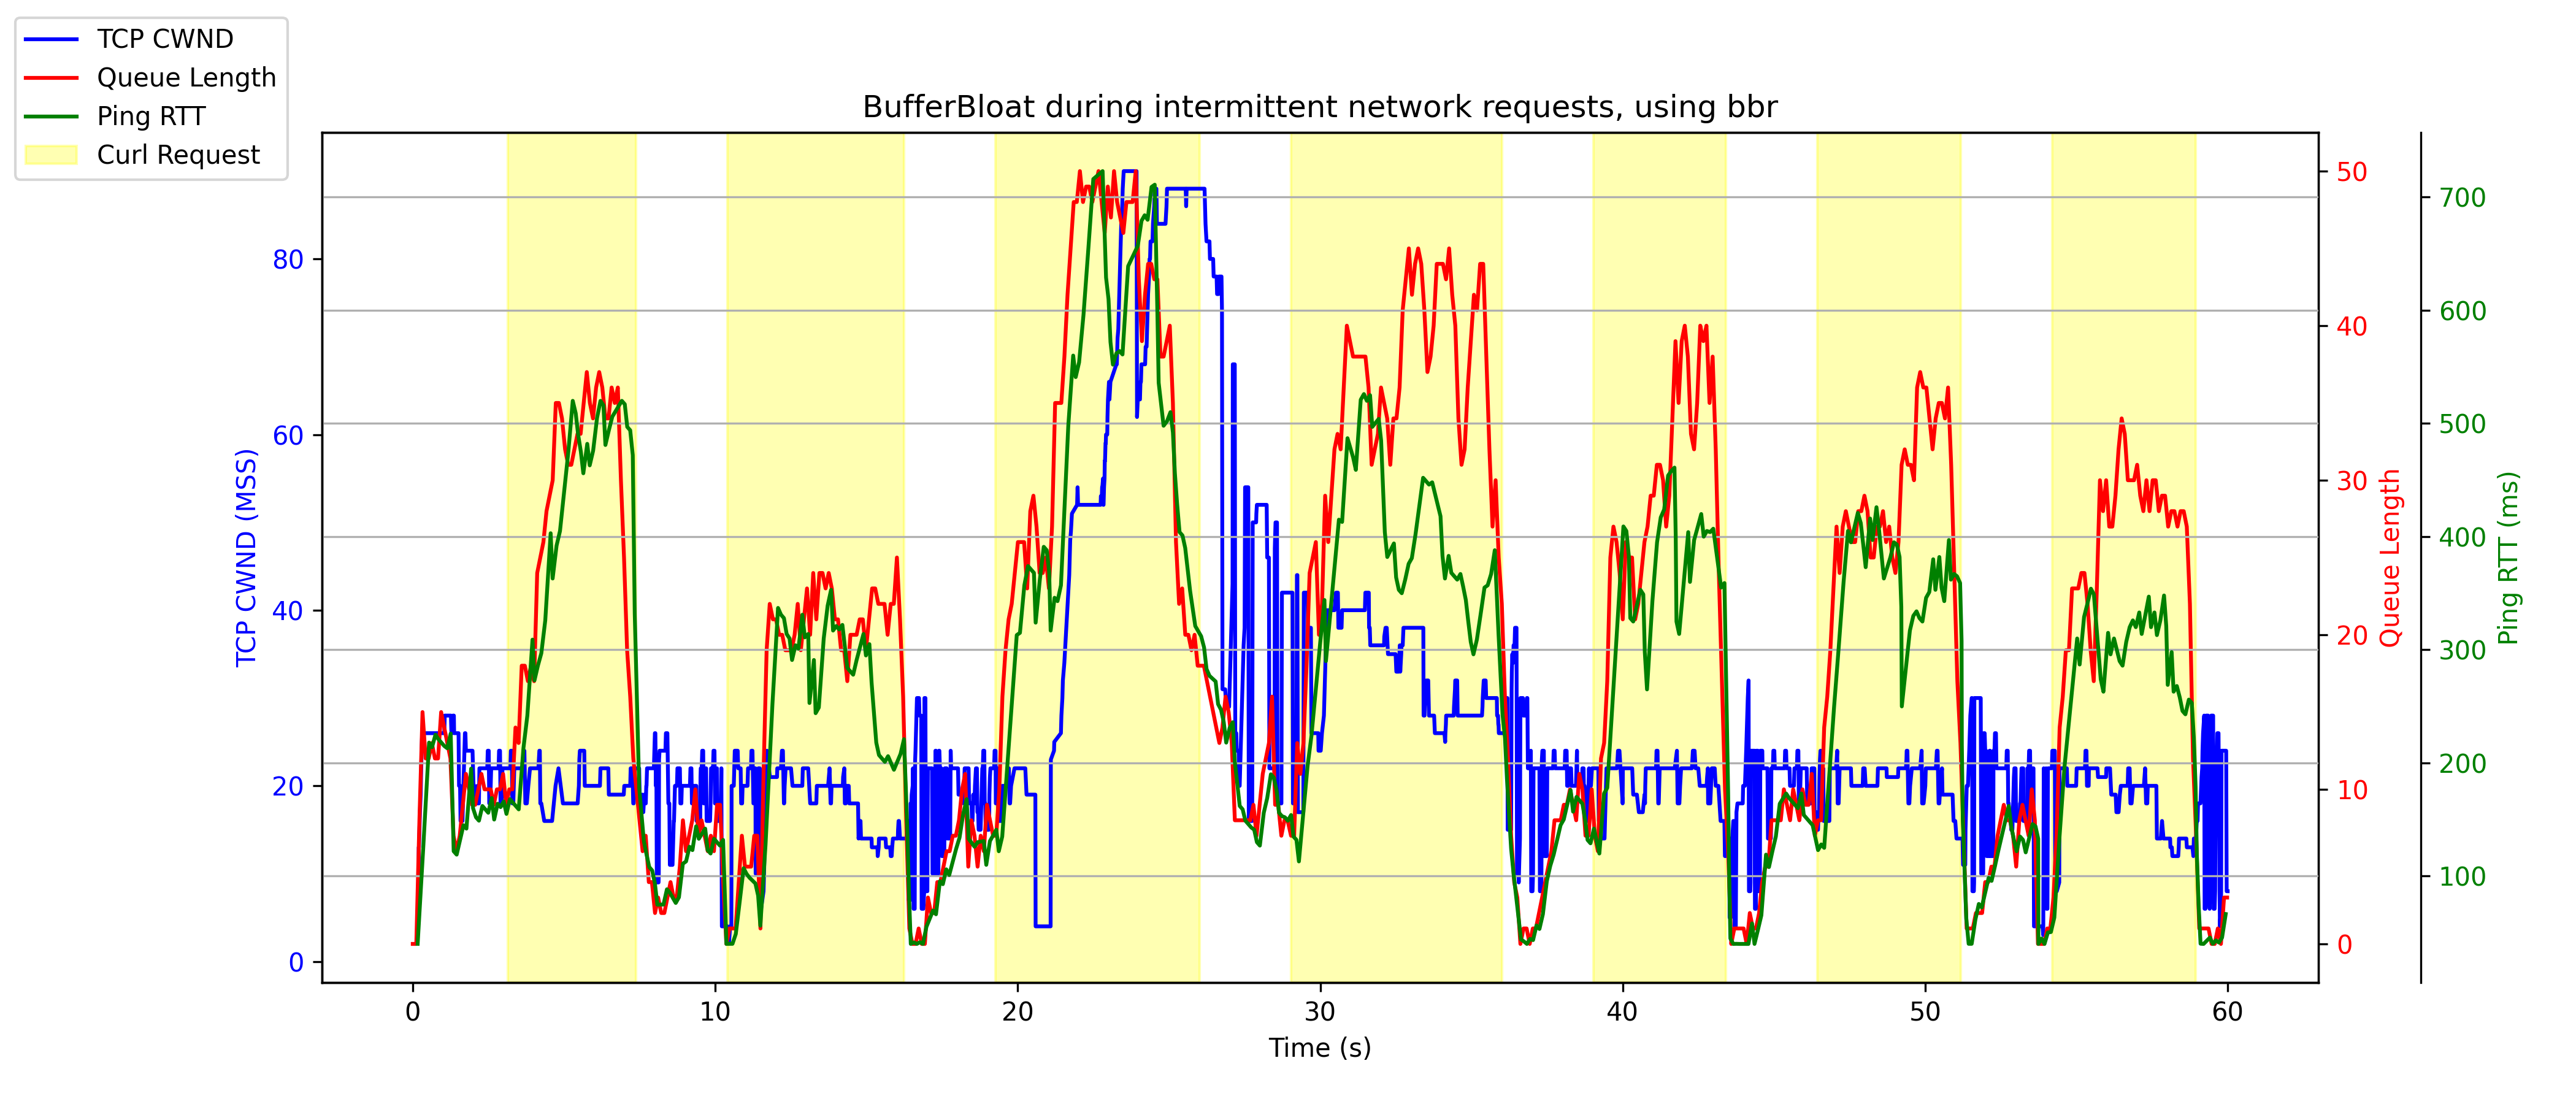 TCP CWND
Queue Length
Ping RTT
Curl Request
BufferBloat during intermittent network requests, using bbr
TCP CWND (MSS)
80
60
40
20
0
0
10
20
30
40
50
60
Time (s)
50
40
30
20
10
0
Queue Length
700
600
500
400
300
200
100
Ping RTT (ms)